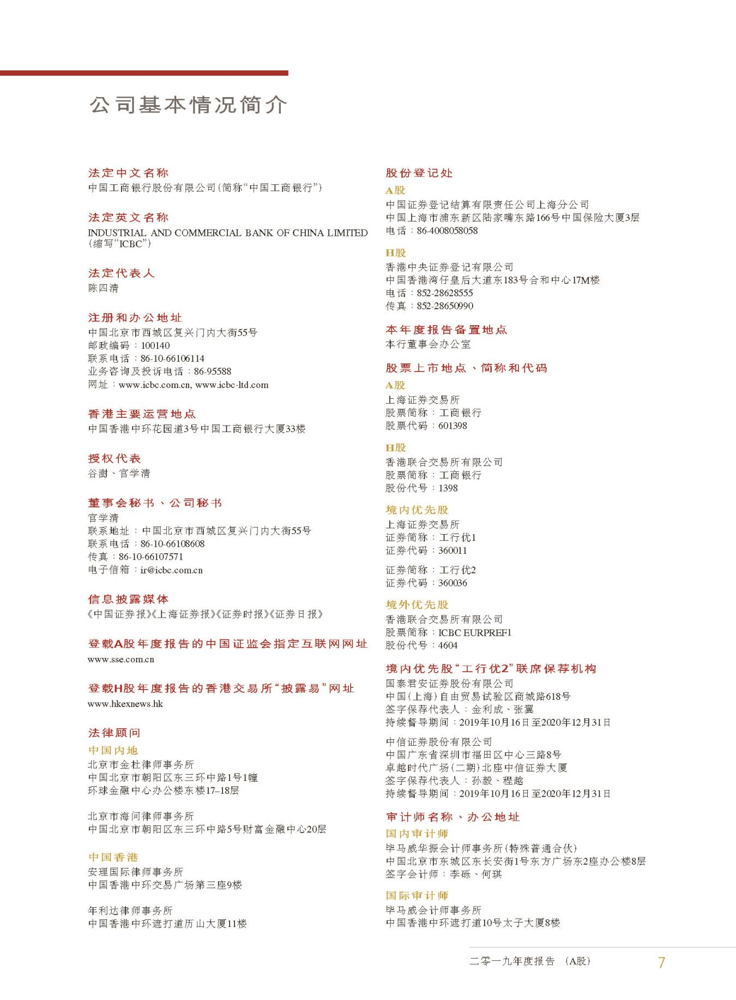 公司基本情况简介
法定中文名称
中国工商银行股份有限公司(简称“中国工商银行”)
法定英文名称
INDUSTRIAL AND COMMERCIAL BANK OF CHINA LIMITED
(缩写“ICBC”)
法定代表人
陈四清
注册和办公地址
中国北京市西城区复兴门内大街55号
邮政编码：100140
联系电话：86-10-66106114
业务咨询及投诉电话：86-95588
网址：www.icbc.com.cn, www.icbc-ltd.com
香港主要运营地点
中国香港中环花园道3号中国工商银行大厦33楼
授权代表
谷澍、官学清
董事会秘书、公司秘书
官学清
联系地址：中国北京市西城区复兴门内大街55号
联系电话：86-10-66108608
传真：86-10-66107571
电子信箱：ir@icbc.com.cn
信息披露媒体
《中国证券报》《上海证券报》《证券时报》《证券日报》
登载A股年度报告的中国证监会指定互联网网址
www.sse.com.cn
登载H股年度报告的香港交易所“披露易”网址
www.hkexnews.hk
法律顾问
中国内地
北京市金杜律师事务所
中国北京市朝阳区东三环中路1号1幢
环球金融中心办公楼东楼17–18层
北京市海问律师事务所
中国北京市朝阳区东三环中路5号财富金融中心20层
中国香港
安理国际律师事务所
中国香港中环交易广场第三座9楼
年利达律师事务所
中国香港中环遮打道历山大厦11楼
股份登记处
A股
中国证券登记结算有限责任公司上海分公司
中国上海市浦东新区陆家嘴东路166号中国保险大厦3层
电话：86-4008058058
H股
香港中央证券登记有限公司
中国香港湾仔皇后大道东183号合和中心17M楼
电话：852-28628555
传真：852-28650990
本年度报告备置地点
本行董事会办公室
股票上市地点、简称和代码
A股
上海证券交易所
股票简称：工商银行
股票代码：601398
H股
香港联合交易所有限公司
股票简称：工商银行
股份代号：1398
境内优先股
上海证券交易所
证券简称：工行优1
证券代码：360011
证券简称：工行优2
证券代码：360036
境外优先股
香港联合交易所有限公司
股票简称：ICBC EURPREF1
股份代号：4604
境内优先股“工行优2”联席保荐机构
国泰君安证券股份有限公司
中国(上海)自由贸易试验区商城路618号
签字保荐代表人：金利成、张翼
持续督导期间：2019年10月16日至2020年12月31日
中信证券股份有限公司
中国广东省深圳市福田区中心三路8号
卓越时代广场(二期)北座中信证券大厦
签字保荐代表人：孙毅、程越
持续督导期间：2019年10月16日至2020年12月31日
审计师名称、办公地址
国内审计师
毕马威华振会计师事务所(特殊普通合伙)
中国北京市东城区东长安街1号东方广场东2座办公楼8层
签字会计师：李砾、何琪
国际审计师
毕马威会计师事务所
中国香港中环遮打道10号太子大厦8楼
二零一九年度报告 (A股) 7